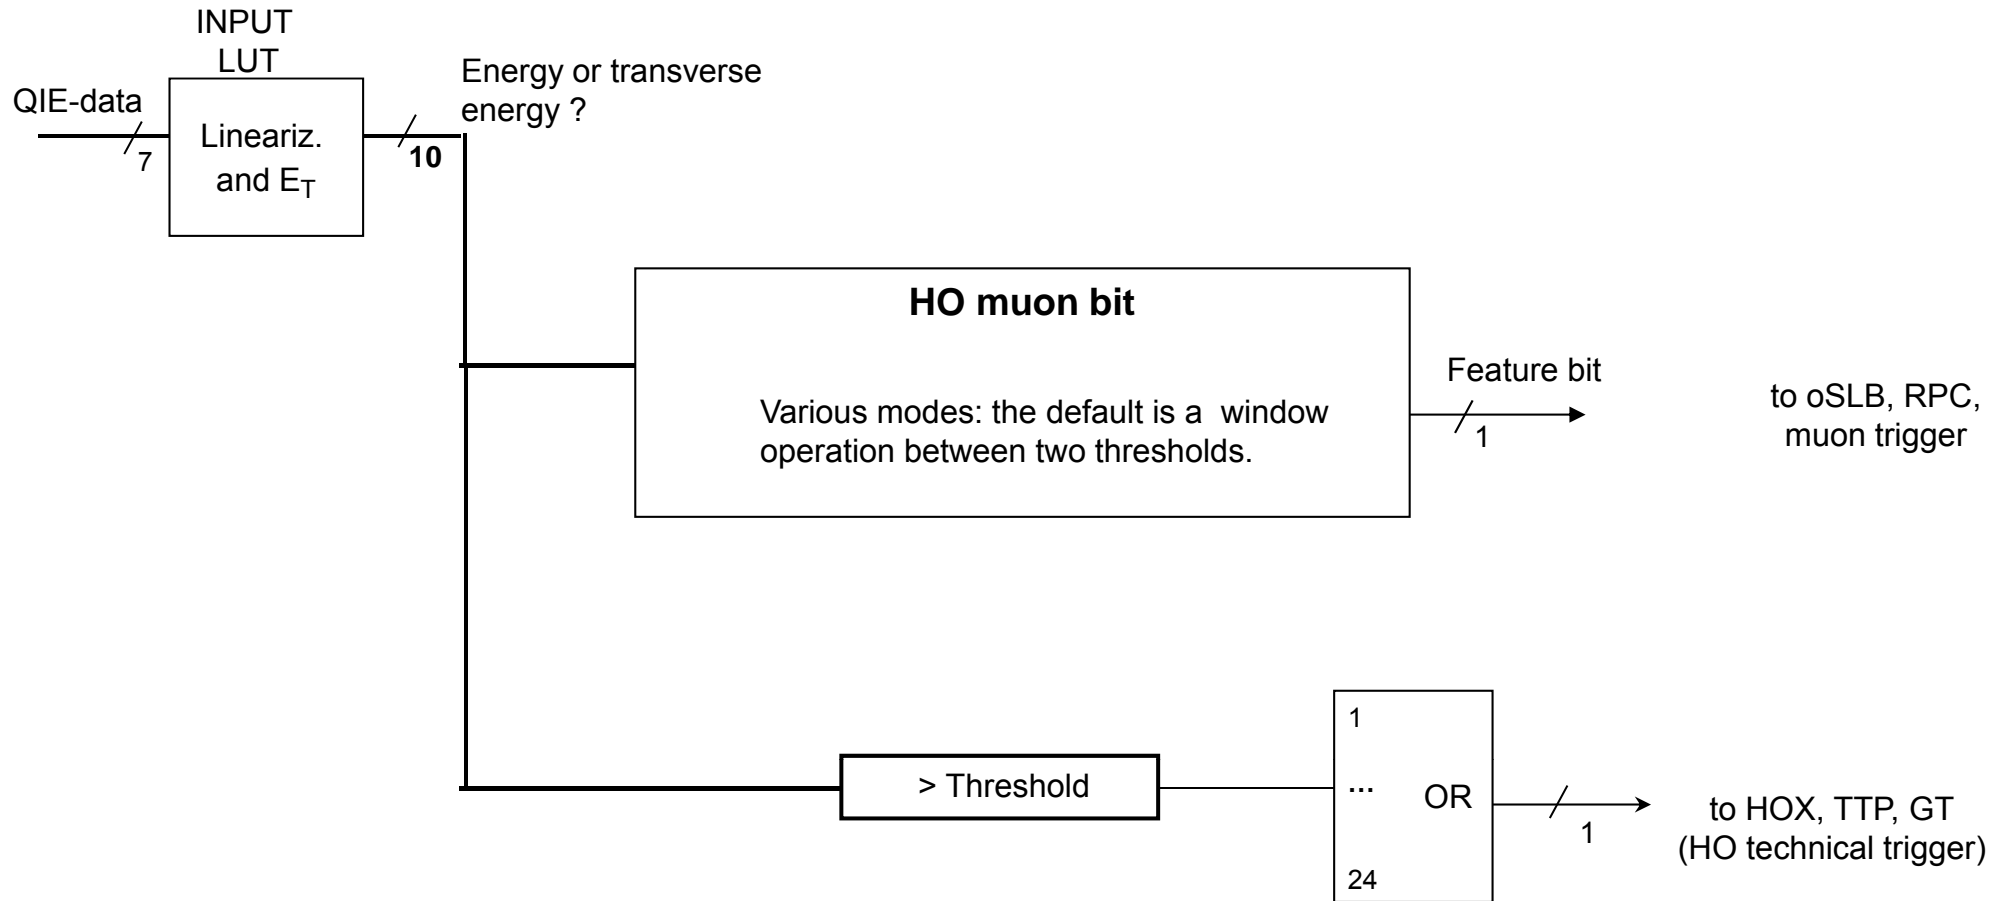 INPUT
LUT
QIE-data
7
Lineariz.
and E_T
10
Energy or transverse
energy ?
HO muon bit
Various modes: the default is a  window
operation between two thresholds.
Feature bit
1
to oSLB, RPC,
muon trigger
> Threshold
1
...
24
OR
1
to HOX, TTP, GT
(HO technical trigger)